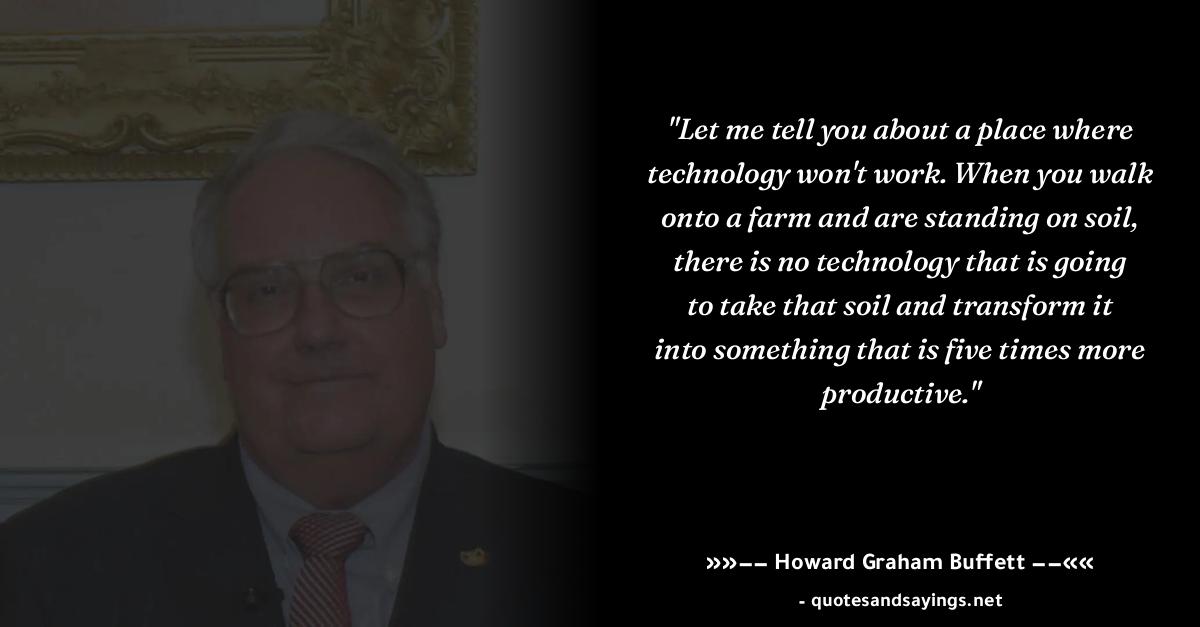 "Let me tell you about a place where
technology won't work. When you walk
onto a farm and are standing on soil,
there is no technology that is going
to take that soil and transform it
into something that is five times more
productive."
»»–– Howard Graham Buffett ––««
- quotesandsayings.net